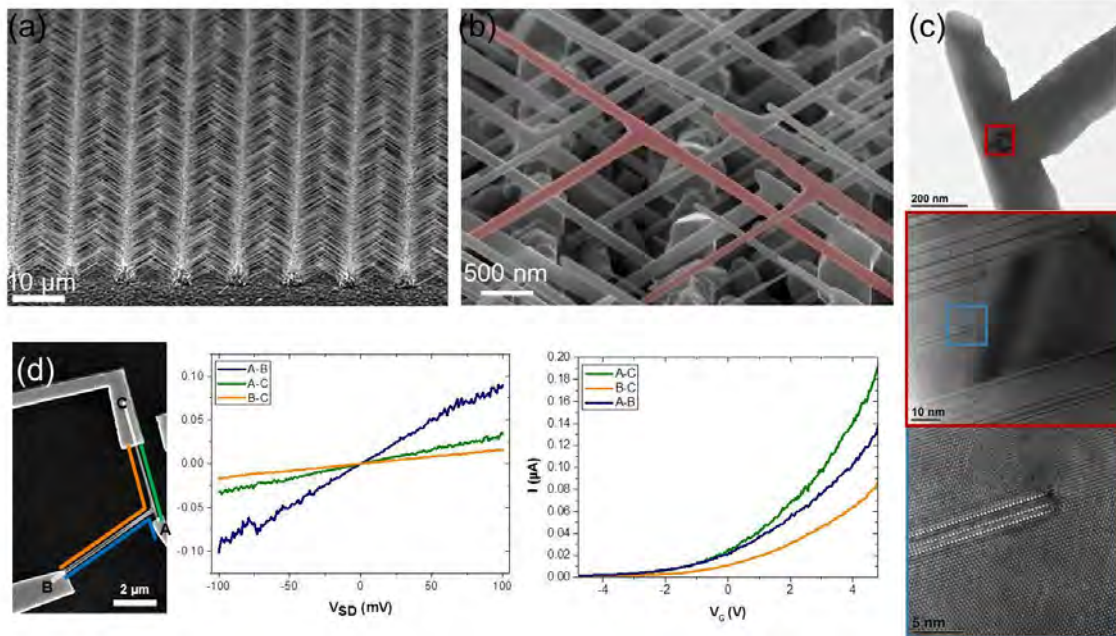 (a)
10 µm
(b)
500 nm
(c)
200 nm
10 nm
5 nm
(d)
C
A
B
2 µm
A-B
A-C
B-C
0.10
0.05
0.00
-0.05
-0.10
-100
-50
0
50
100
V_SD (mV)
A-C
B-C
A-B
I (µA)
0.20
0.18
0.16
0.14
0.12
0.10
0.08
0.06
0.04
0.02
0.00
-4
-2
0
2
4
V_G (V)